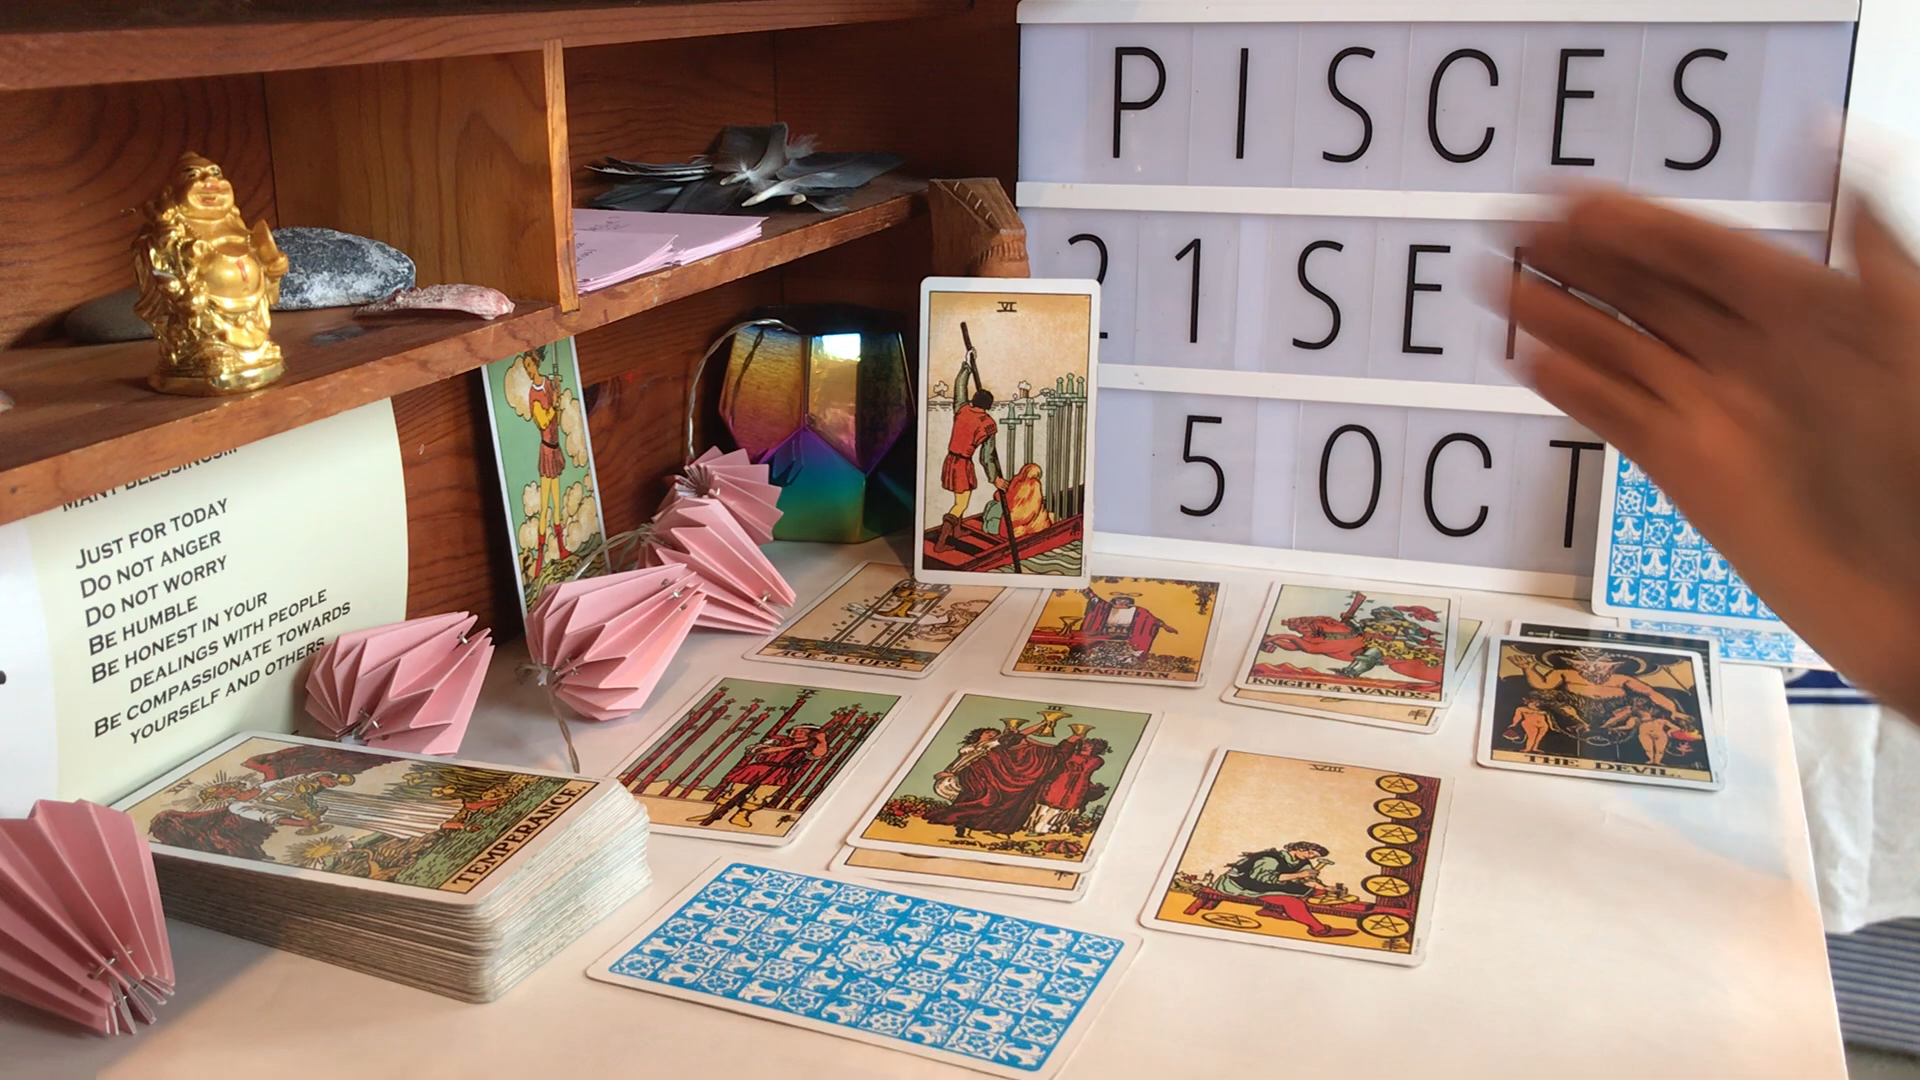 PISCES
21 SE
5 OCT
MANY BLESSINGS!!!
JUST FOR TODAY
DO NOT ANGER
DO NOT WORRY
BE HUMBLE
BE HONEST IN YOUR
DEALINGS WITH PEOPLE
BE COMPASSIONATE TOWARDS
YOURSELF AND OTHERS
VI
ACE of CUPS.
THE MAGICIAN
KNIGHT of WANDS.
IX
THE DEVIL.
III
VIII
XIV
TEMPERANCE.